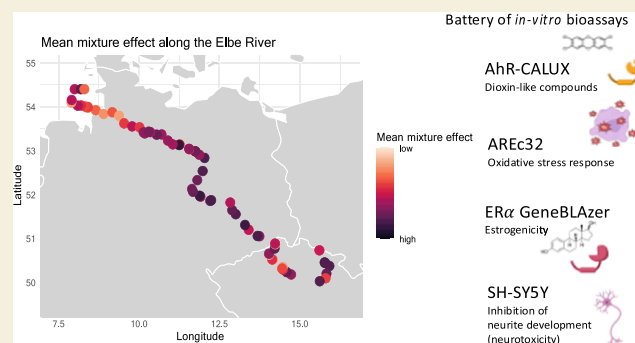 Battery of in-vitro bioassays
Mean mixture effect along the Elbe River
55
54
53
52
51
50
Latitude
7.5
10.0
12.5
15.0
Longitude
Mean mixture effect
low
high
AhR-CALUX
Dioxin-like compounds
AREc32
Oxidative stress response
ERα GeneBLAzer
Estrogenicity
SH-SY5Y
Inhibition of
neurite development
(neurotoxicity)